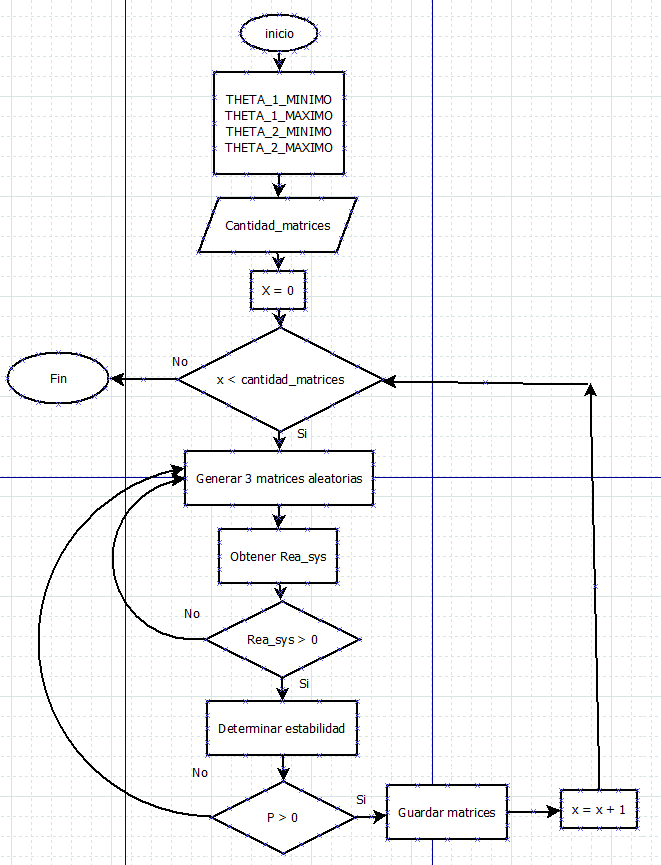 inicio
THETA_1_MINIMO
THETA_1_MAXIMO
THETA_2_MINIMO
THETA_2_MAXIMO
Cantidad_matrices
X = 0
x < cantidad_matrices
No
Fin
Si
Generar 3 matrices aleatorias
Obtener Rea_sys
Rea_sys > 0
No
Si
Determinar estabilidad
No
P > 0
Si
Guardar matrices
x = x + 1